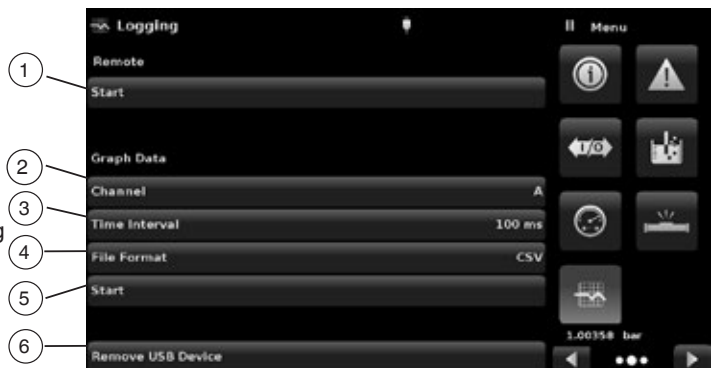 Logging
Menu
Remote
1
Start
Graph Data
2
Channel A
3
Time Interval 100 ms
g
4
File Format CSV
5
Start
I/O
1.00358 bar
6
Remove USB Device